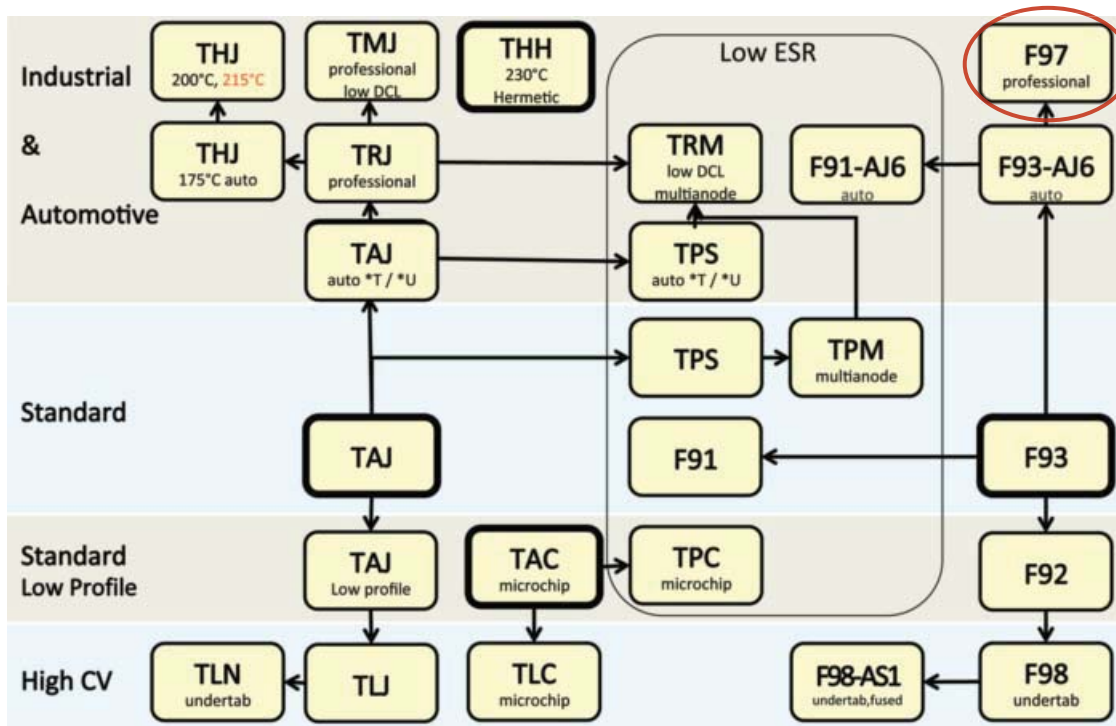 Industrial
&
Automotive
THJ
200°C, 215°C
TMJ
professional
low DCL
THH
230°C
Hermetic
Low ESR
F97
professional
THJ
175°C auto
TRJ
professional
TRM
low DCL
multianode
F91-AJ6
auto
F93-AJ6
auto
TAJ
auto *T / *U
TPS
auto *T / *U
Standard
TPS
TPM
multianode
TAJ
F91
F93
Standard
Low Profile
TAJ
Low profile
TAC
microchip
TPC
microchip
F92
High CV
TLN
undertab
TLJ
TLC
microchip
F98-AS1
undertab,fused
F98
undertab